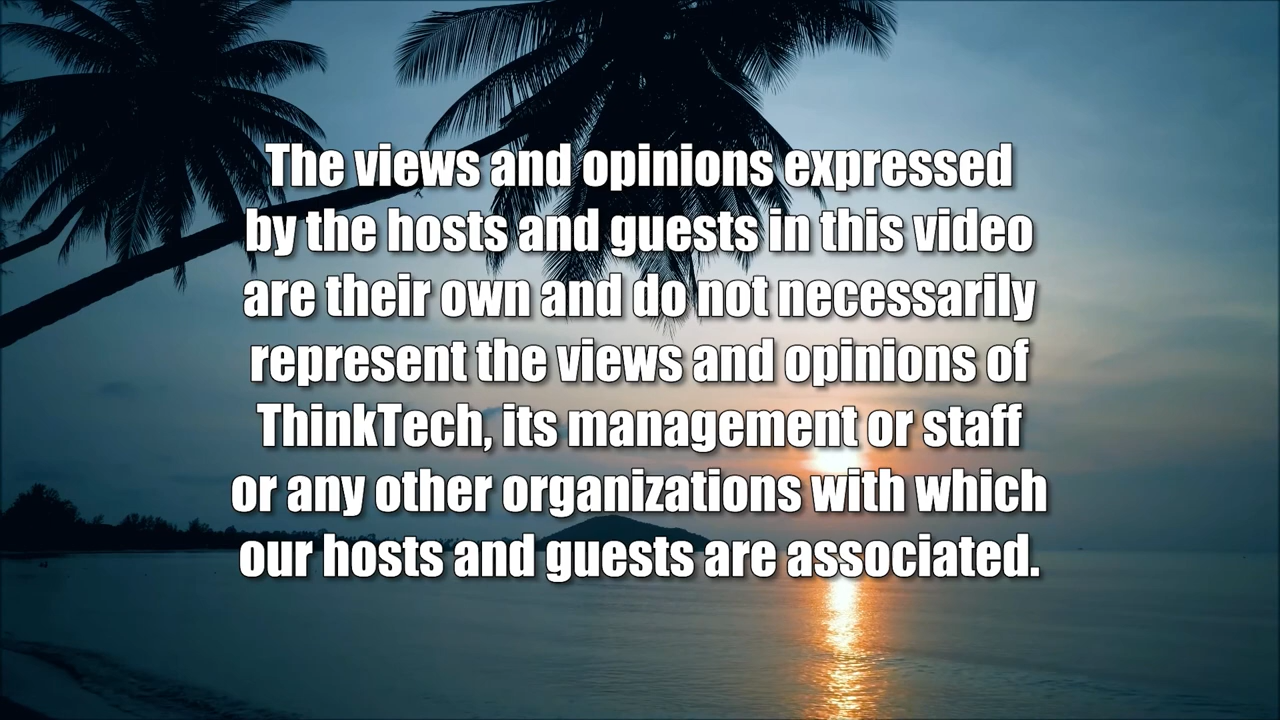 The views and opinions expressed
by the hosts and guests in this video
are their own and do not necessarily
represent the views and opinions of
ThinkTech, its management or staff
or any other organizations with which
our hosts and guests are associated.